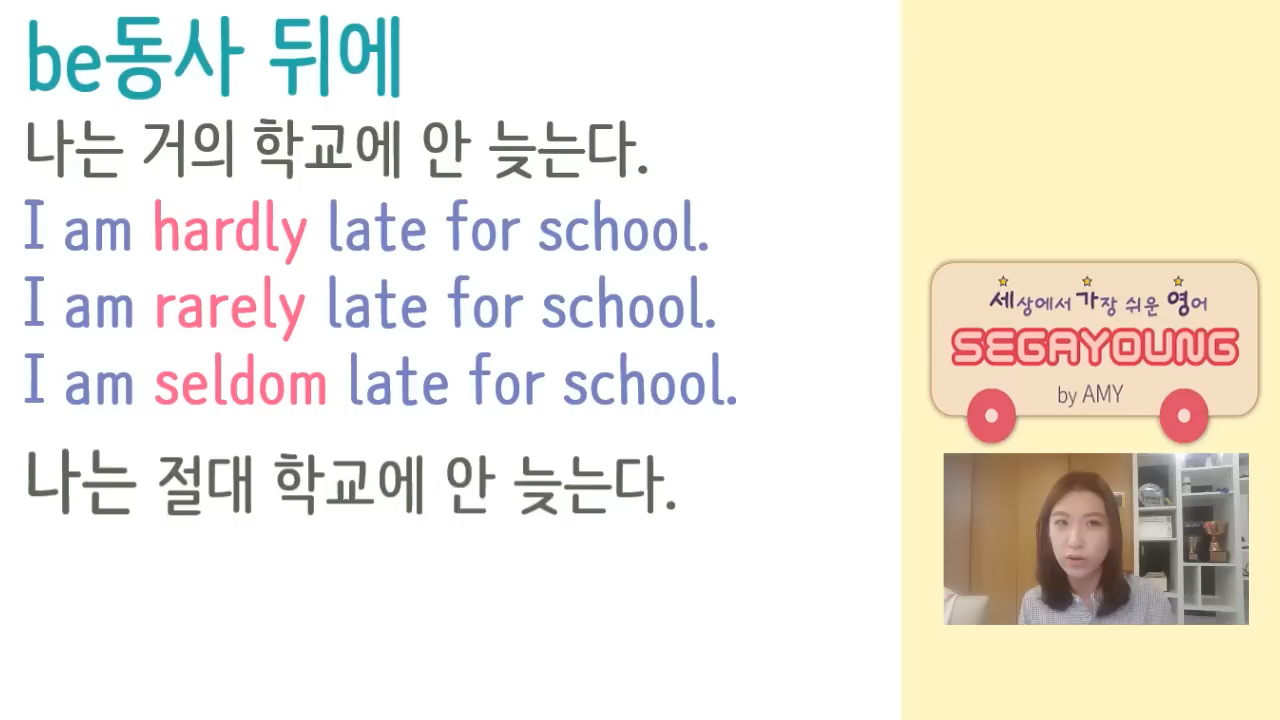 be동사 뒤에
나는 거의 학교에 안 늦는다.
I am hardly late for school.
I am rarely late for school.
I am seldom late for school.
나는 절대 학교에 안 늦는다.
세상에서 가장 쉬운 영어
SEGAYOUNG
by AMY